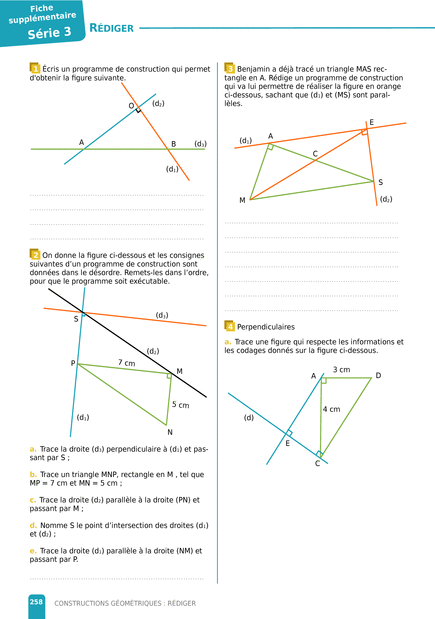 Fiche
supplémentaire
Série 3
RÉDIGER
1 Écris un programme de construction qui permet
d'obtenir la figure suivante.
O
(d₂)
A
B
(d₃)
(d₁)
2 On donne la figure ci-dessous et les consignes
suivantes d'un programme de construction sont
données dans le désordre. Remets-les dans l'ordre,
pour que le programme soit exécutable.
S
(d₃)
(d₂)
P
7 cm
M
5 cm
(d₁)
N
a. Trace la droite (d₃) perpendiculaire à (d₁) et pas-
sant par S ;
b. Trace un triangle MNP, rectangle en M , tel que
MP = 7 cm et MN = 5 cm ;
c. Trace la droite (d₂) parallèle à la droite (PN) et
passant par M ;
d. Nomme S le point d'intersection des droites (d₁)
et (d₂) ;
e. Trace la droite (d₁) parallèle à la droite (NM) et
passant par P.
3 Benjamin a déjà tracé un triangle MAS rec-
tangle en A. Rédige un programme de construction
qui va lui permettre de réaliser la figure en orange
ci-dessous, sachant que (d₁) et (MS) sont paral-
lèles.
E
(d₁)
A
C
S
M
(d₂)
4 Perpendiculaires
a. Trace une figure qui respecte les informations et
les codages donnés sur la figure ci-dessous.
3 cm
A
D
4 cm
(d)
E
C
258
CONSTRUCTIONS GÉOMÉTRIQUES : RÉDIGER